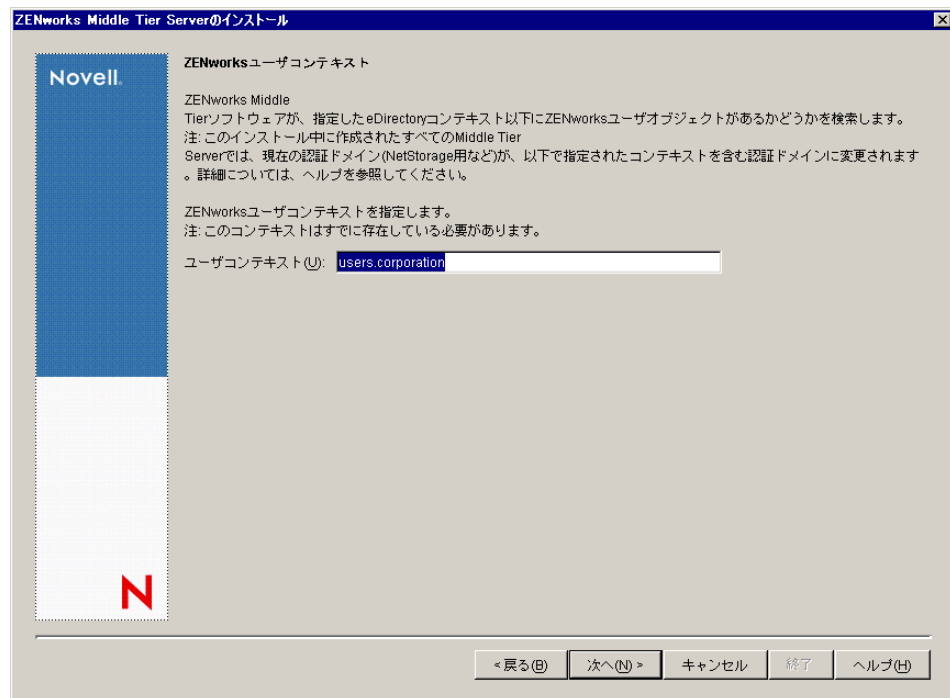 ZENworks Middle Tier Serverのインストール
Novell.
ZENworksユーザコンテキスト
ZENworks Middle
Tierソフトウェアが、指定したeDirectoryコンテキスト以下にZENworksユーザオブジェクトがあるかどうかを検索します。
注: このインストール中に作成されたすべてのMiddle Tier
Serverでは、現在の認証ドメイン(NetStorage用など)が、以下で指定されたコンテキストを含む認証ドメインに変更されます
。詳細については、ヘルプを参照してください。
ZENworksユーザコンテキストを指定します。
注: このコンテキストはすでに存在している必要があります。
ユーザコンテキスト(U): users.corporation
N
<戻る(B) 次へ(N)> キャンセル 終了 ヘルプ(H)